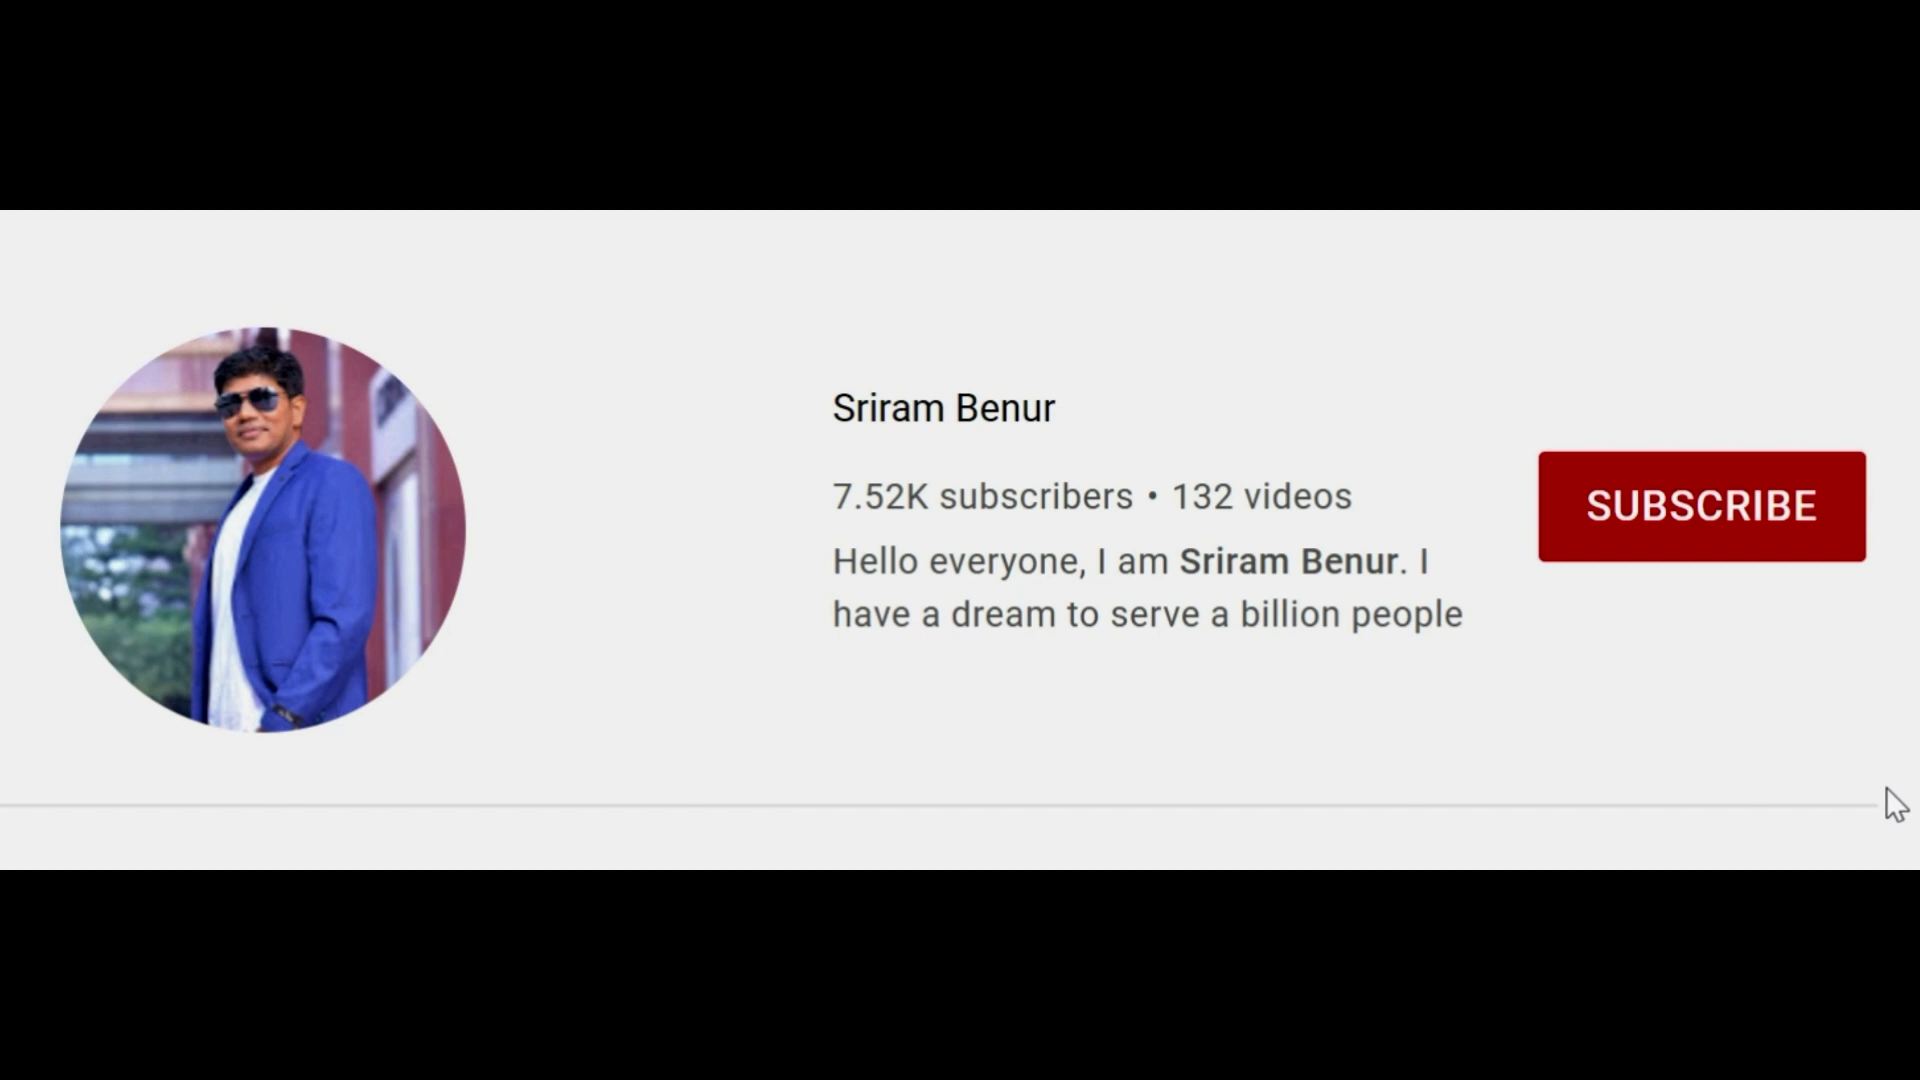 Sriram Benur
7.52K subscribers • 132 videos
SUBSCRIBE
Hello everyone, I am Sriram Benur. I
have a dream to serve a billion people